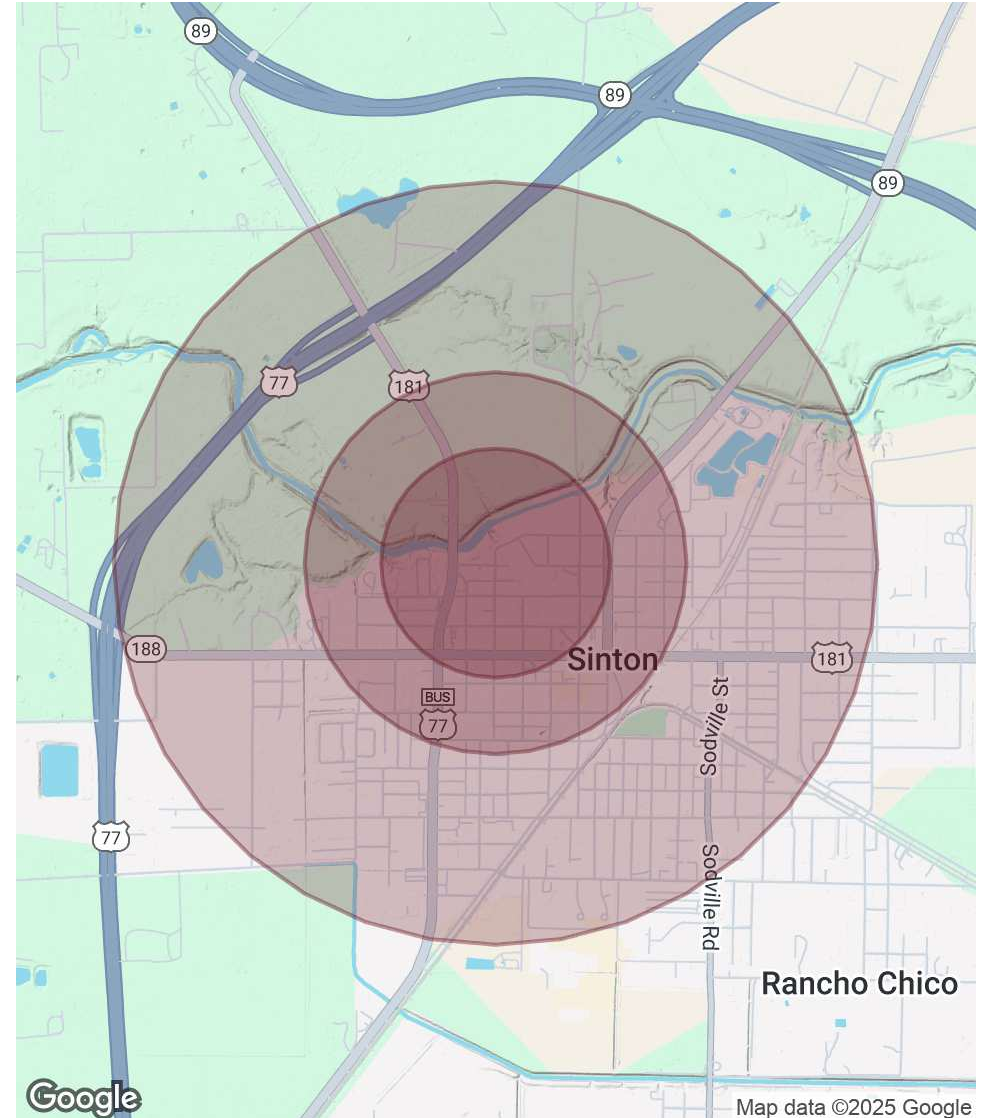 89
89
89
77
181
188
Sinton
181
BUS
77
Sodville St
77
Sodville Rd
Rancho Chico
Google
Map data ©2025 Google